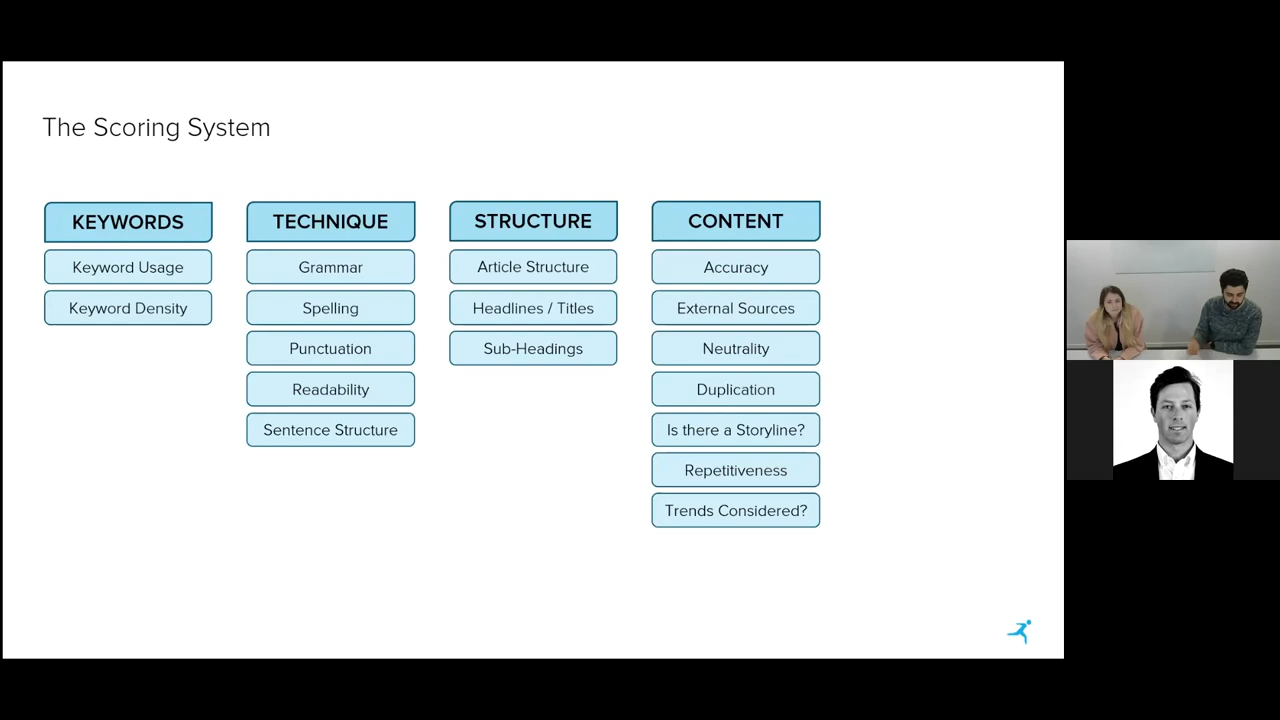 The Scoring System
KEYWORDS
Keyword Usage
Keyword Density
TECHNIQUE
Grammar
Spelling
Punctuation
Readability
Sentence Structure
STRUCTURE
Article Structure
Headlines / Titles
Sub-Headings
CONTENT
Accuracy
External Sources
Neutrality
Duplication
Is there a Storyline?
Repetitiveness
Trends Considered?